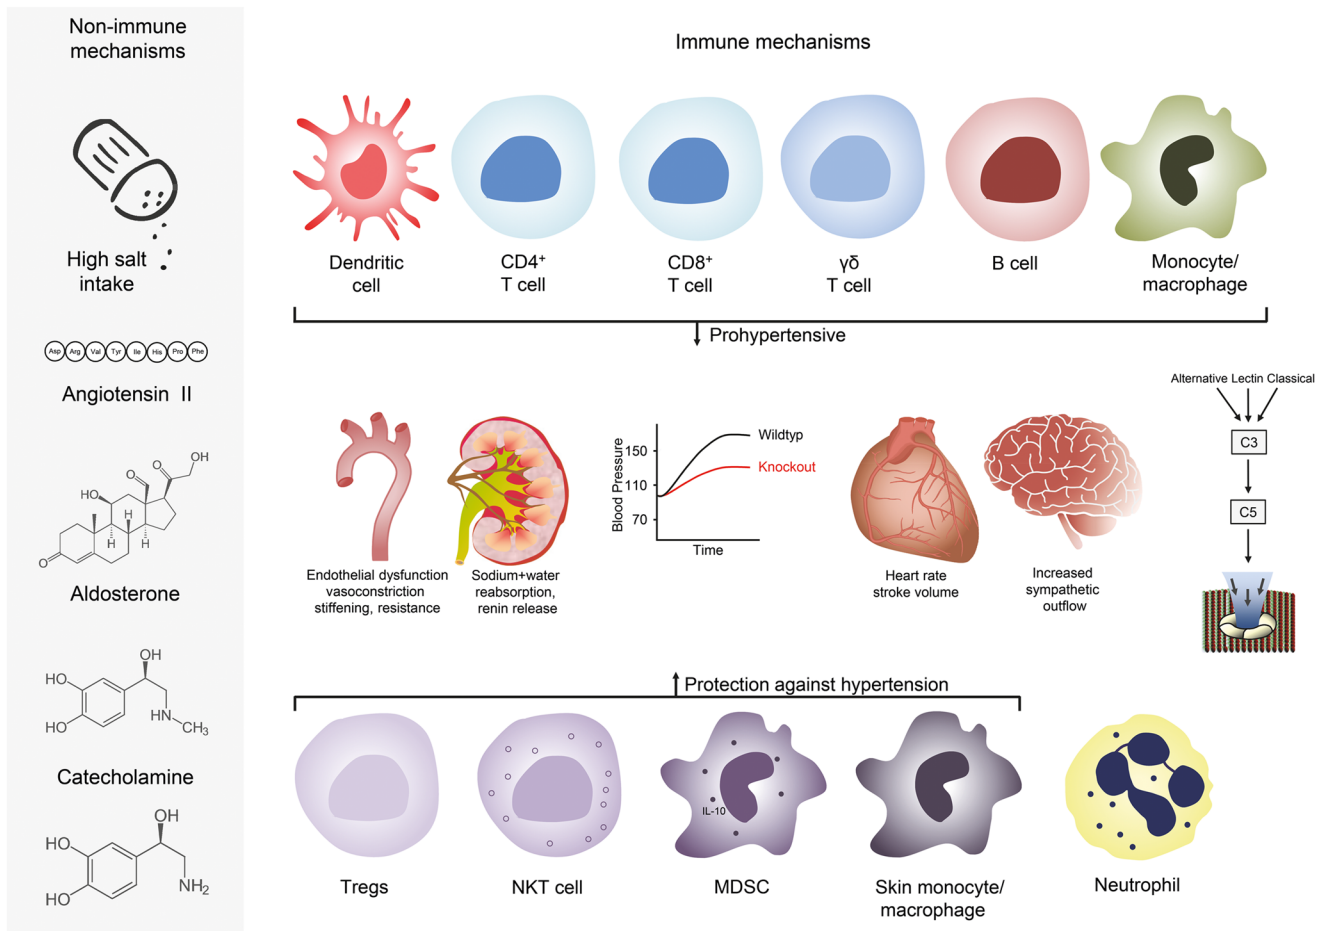 Non-immune
mechanisms
High salt
intake
Asp Arg Val Tyr Ile His Pro Phe
Angiotensin II
O
OH
O
HO
H
H
H
O
Aldosterone
OH
HO
HO
HN
CH3
Catecholamine
OH
HO
HO
NH2
Immune mechanisms
Dendritic
cell
CD4+
T cell
CD8+
T cell
γδ
T cell
B cell
Monocyte/
macrophage
Prohypertensive
Endothelial dysfunction
vasoconstriction
stiffening, resistance
Sodium+water
reabsorption,
renin release
Blood Pressure
150
110
70
Time
Wildtyp
Knockout
Heart rate
stroke volume
Increased
sympathetic
outflow
Alternative Lectin Classical
C3
C5
Protection against hypertension
Tregs
NKT cell
IL-10
MDSC
Skin monocyte/
macrophage
Neutrophil